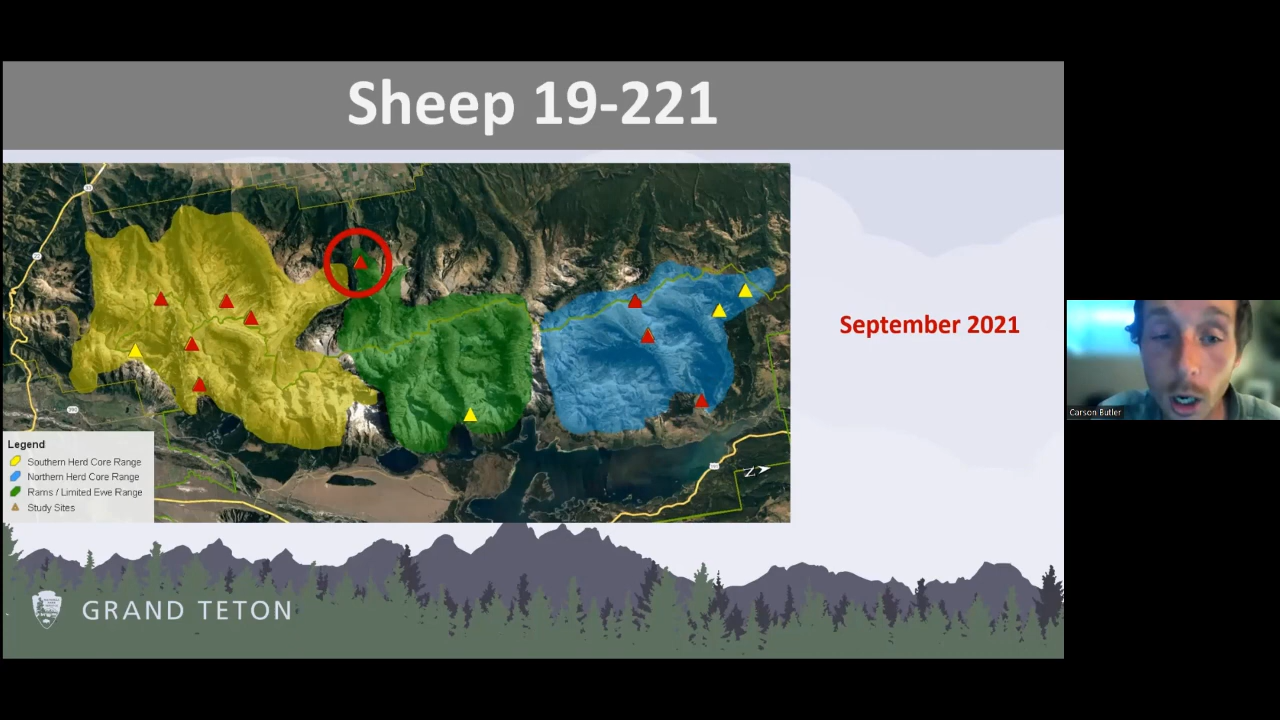 Sheep 19-221
September 2021
Legend
Southern Herd Core Range
Northern Herd Core Range
Rams / Limited Ewe Range
Study Sites
N
GRAND TETON
Carson Butler